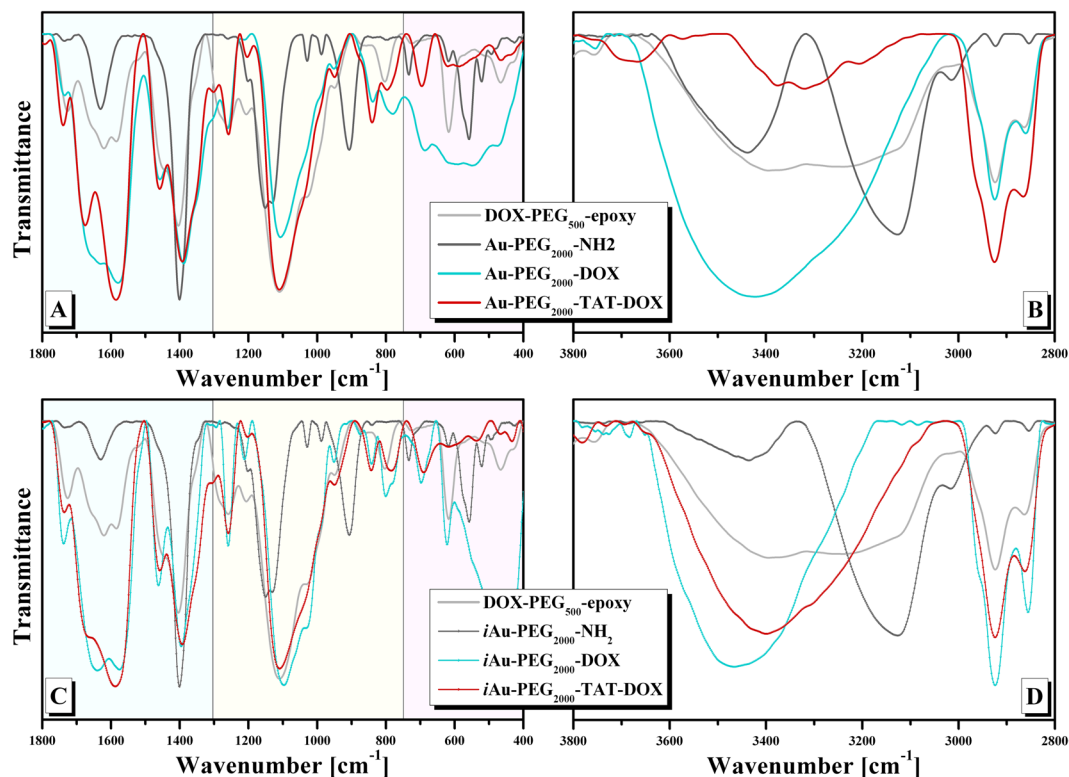 Transmittance
A
1800 1600 1400 1200 1000 800 600 400
Wavenumber [cm⁻¹]
B
3800 3600 3400 3200 3000 2800
Wavenumber [cm⁻¹]
DOX-PEG₅₀₀-epoxy
Au-PEG₂₀₀₀-NH2
Au-PEG₂₀₀₀-DOX
Au-PEG₂₀₀₀-TAT-DOX
Transmittance
C
1800 1600 1400 1200 1000 800 600 400
Wavenumber [cm⁻¹]
D
3800 3600 3400 3200 3000 2800
Wavenumber [cm⁻¹]
DOX-PEG₅₀₀-epoxy
iAu-PEG₂₀₀₀-NH₂
iAu-PEG₂₀₀₀-DOX
iAu-PEG₂₀₀₀-TAT-DOX